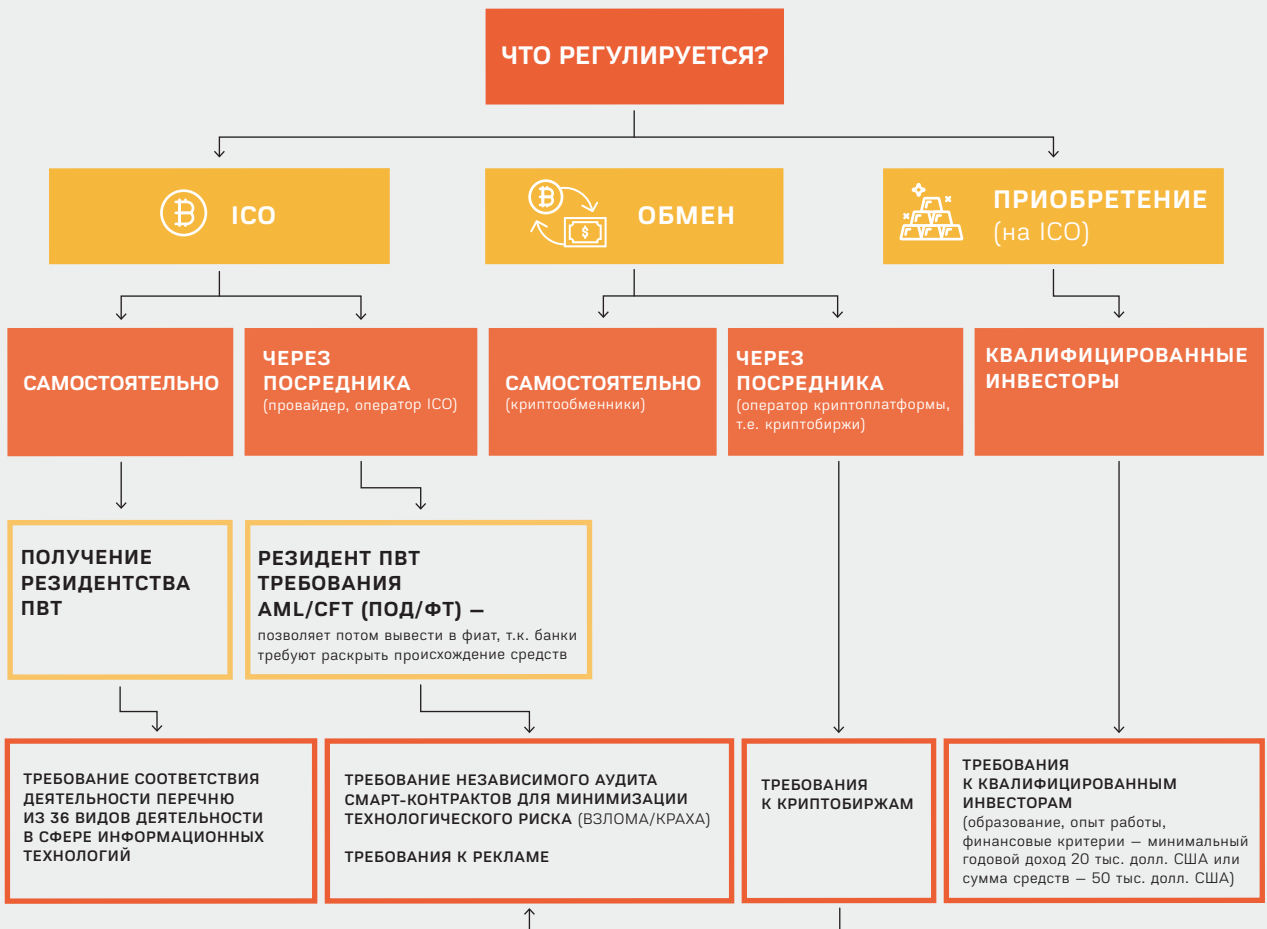 ЧТО РЕГУЛИРУЕТСЯ?
ICO
ОБМЕН
ПРИОБРЕТЕНИЕ
(на ICO)
САМОСТОЯТЕЛЬНО
ЧЕРЕЗ
ПОСРЕДНИКА
(провайдер, оператор ICO)
САМОСТОЯТЕЛЬНО
(криптообменники)
ЧЕРЕЗ
ПОСРЕДНИКА
(оператор криптоплатформы,
т.е. криптобиржи)
КВАЛИФИЦИРОВАННЫЕ
ИНВЕСТОРЫ
ПОЛУЧЕНИЕ
РЕЗИДЕНТСТВА
ПВТ
РЕЗИДЕНТ ПВТ
ТРЕБОВАНИЯ
AML/CFT (ПОД/ФТ) —
позволяет потом вывести в фиат, т.к. банки
требуют раскрыть происхождение средств
ТРЕБОВАНИЕ СООТВЕТСТВИЯ
ДЕЯТЕЛЬНОСТИ ПЕРЕЧНЮ
ИЗ 36 ВИДОВ ДЕЯТЕЛЬНОСТИ
В СФЕРЕ ИНФОРМАЦИОННЫХ
ТЕХНОЛОГИЙ
ТРЕБОВАНИЕ НЕЗАВИСИМОГО АУДИТА
СМАРТ-КОНТРАКТОВ ДЛЯ МИНИМИЗАЦИИ
ТЕХНОЛОГИЧЕСКОГО РИСКА (ВЗЛОМА/КРАХА)
ТРЕБОВАНИЯ К РЕКЛАМЕ
ТРЕБОВАНИЯ
К КРИПТОБИРЖАМ
ТРЕБОВАНИЯ
К КВАЛИФИЦИРОВАННЫМ
ИНВЕСТОРАМ
(образование, опыт работы,
финансовые критерии — минимальный
годовой доход 20 тыс. долл. США или
сумма средств — 50 тыс. долл. США)